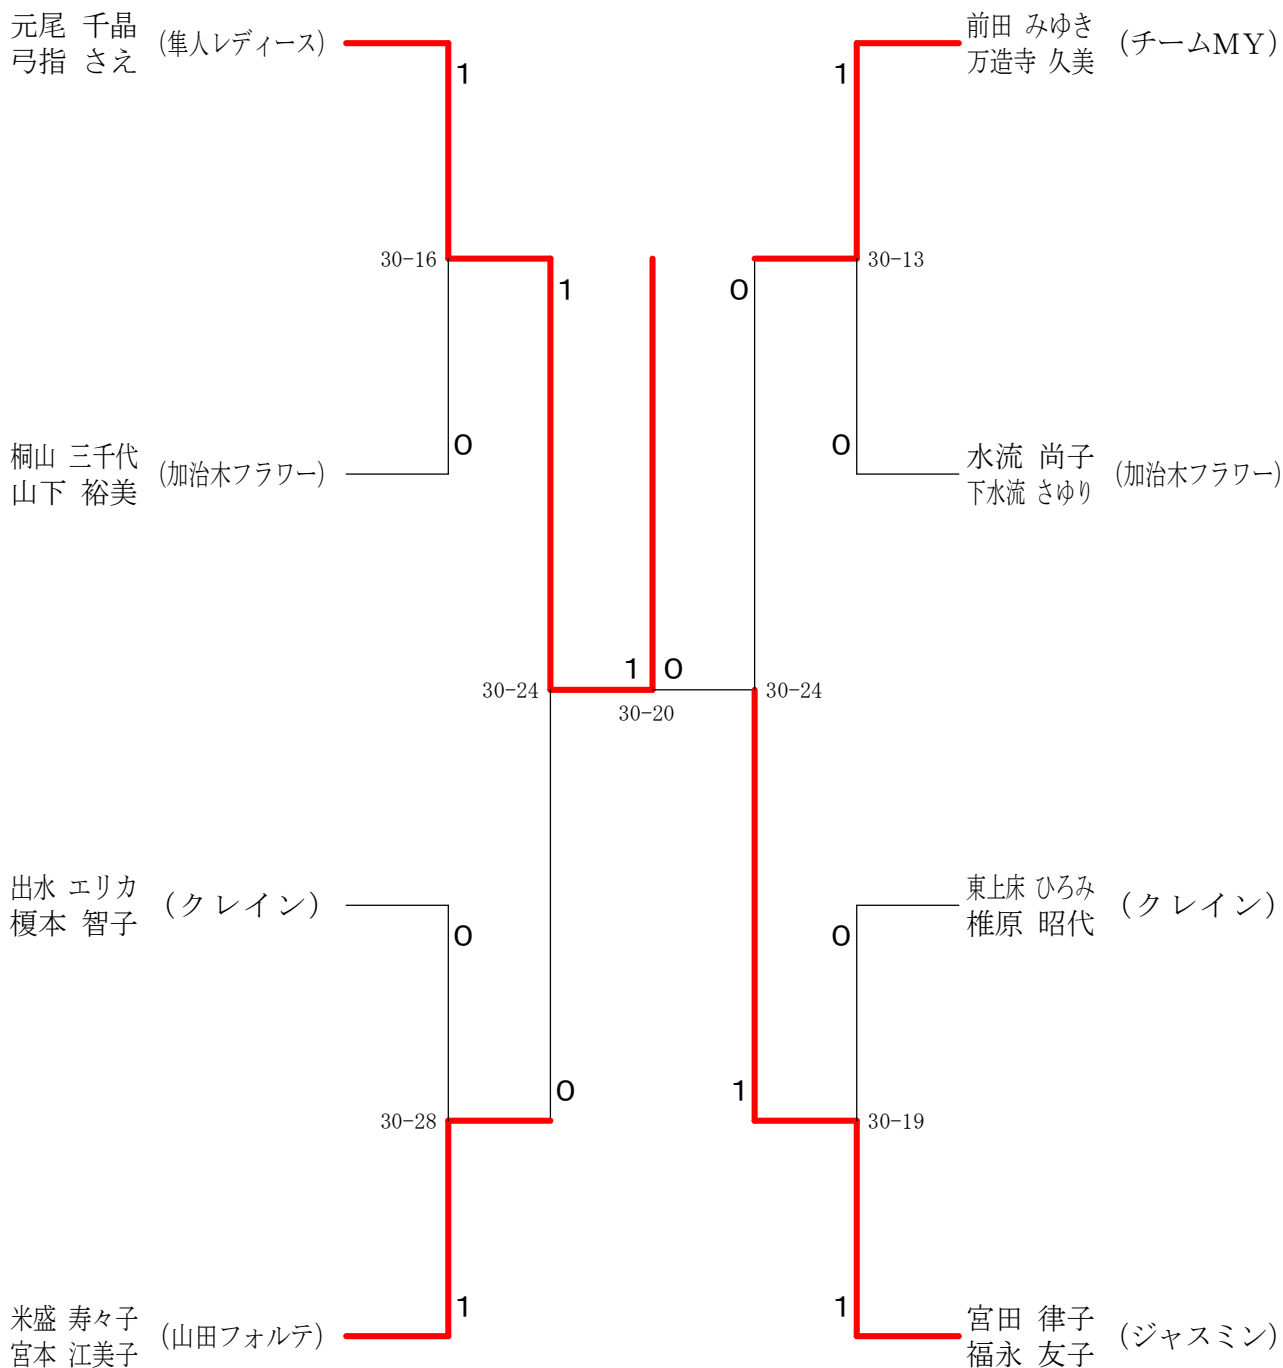 元尾 千晶
弓指 さえ
(隼人レディース)
1
30-16
0
桐山 三千代
山下 裕美
(加治木フラワー)
1
30-24
0
出水 エリカ
榎本 智子
(クレイン)
0
30-28
1
米盛 寿々子
宮本 江美子
(山田フォルテ)
1 0
30-20
前田 みゆき
万造寺 久美
(チームMY)
1
30-13
0
水流 尚子
下水流 さゆり
(加治木フラワー)
0
30-24
1
東上床 ひろみ
椎原 昭代
(クレイン)
0
30-19
1
宮田 律子
福永 友子
(ジャスミン)